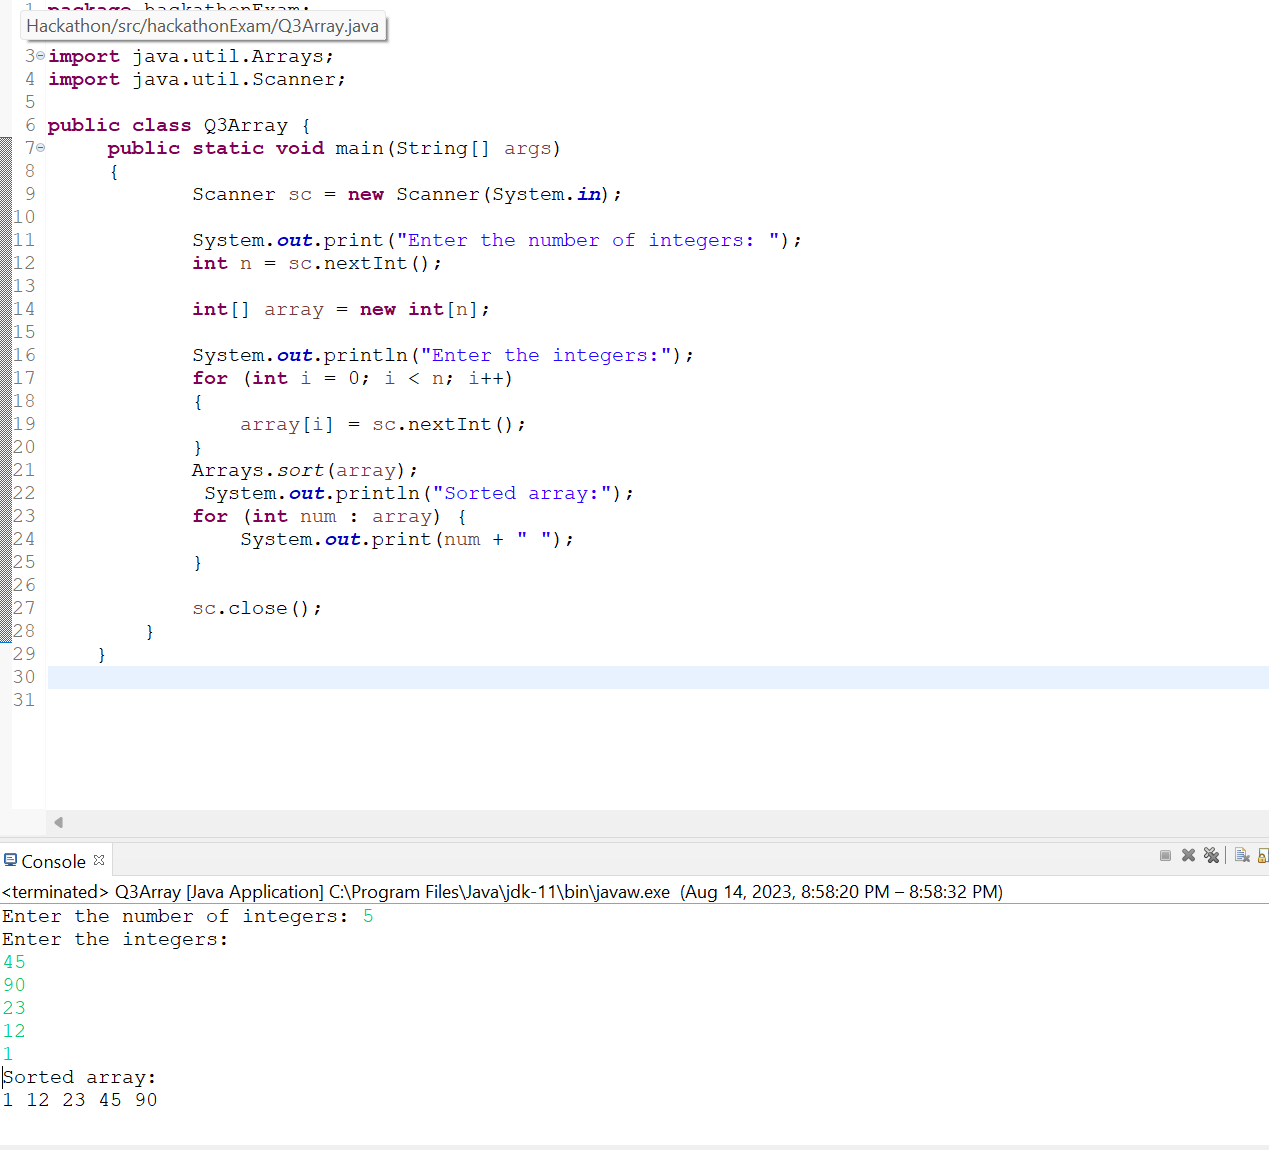 1 package hackathonExam;
Hackathon/src/hackathonExam/Q3Array.java
3 import java.util.Arrays;
4 import java.util.Scanner;
5
6 public class Q3Array {
7 public static void main(String[] args)
8 {
9 Scanner sc = new Scanner(System.in);
10
11 System.out.print("Enter the number of integers: ");
12 int n = sc.nextInt();
13
14 int[] array = new int[n];
15
16 System.out.println("Enter the integers:");
17 for (int i = 0; i < n; i++)
18 {
19 array[i] = sc.nextInt();
20 }
21 Arrays.sort(array);
22 System.out.println("Sorted array:");
23 for (int num : array) {
24 System.out.print(num + " ");
25 }
26
27 sc.close();
28 }
29 }
30
31
Console
<terminated> Q3Array [Java Application] C:\Program Files\Java\jdk-11\bin\javaw.exe (Aug 14, 2023, 8:58:20 PM – 8:58:32 PM)
Enter the number of integers: 5
Enter the integers:
45
90
23
12
1
Sorted array:
1 12 23 45 90